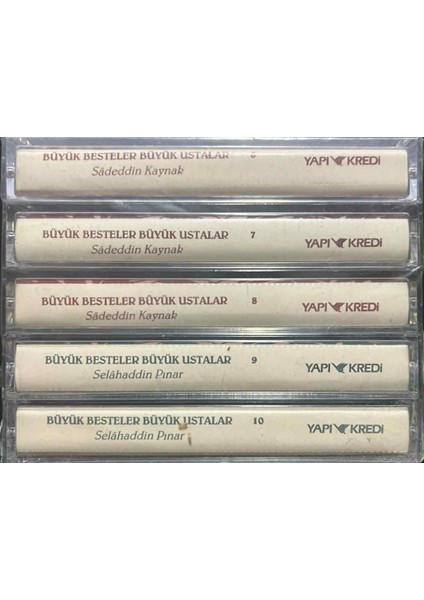 BÜYÜK BESTELER BÜYÜK USTALAR 6 YAPI KREDİ
Sâdeddin Kaynak
BÜYÜK BESTELER BÜYÜK USTALAR 7 YAPI KREDİ
Sâdeddin Kaynak
BÜYÜK BESTELER BÜYÜK USTALAR 8 YAPI KREDİ
Sâdeddin Kaynak
BÜYÜK BESTELER BÜYÜK USTALAR 9 YAPI KREDİ
Selâhaddin Pınar
BÜYÜK BESTELER BÜYÜK USTALAR 10 YAPI KREDİ
Selâhaddin Pınar